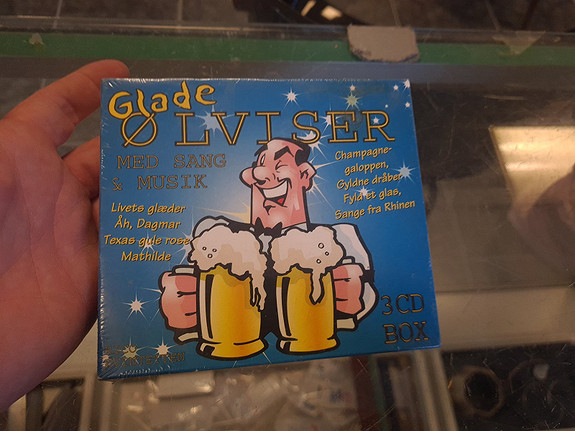 Glade
ØLVISER
MED SANG
& MUSIK
Livets glæder
Åh, Dagmar
Texas gule rose
Mathilde
Champagne-
galoppen,
Gyldne dråber
Fyld et glas,
Sange fra Rhinen
3 CD
BOX